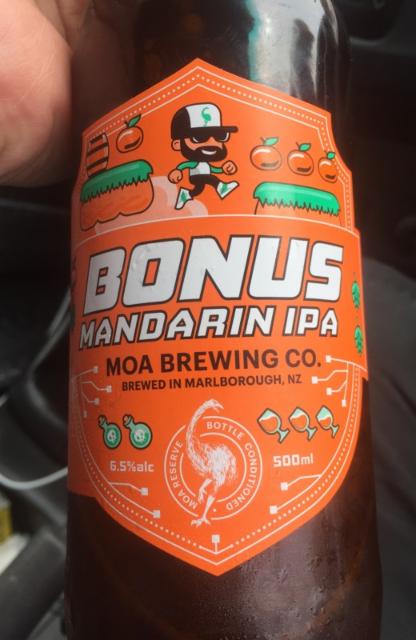 BONUS
MANDARIN IPA
MOA BREWING CO.
BREWED IN MARLBOROUGH, NZ
6.5%alc
MOA RESERVE
BOTTLE CONDITIONED
500ml